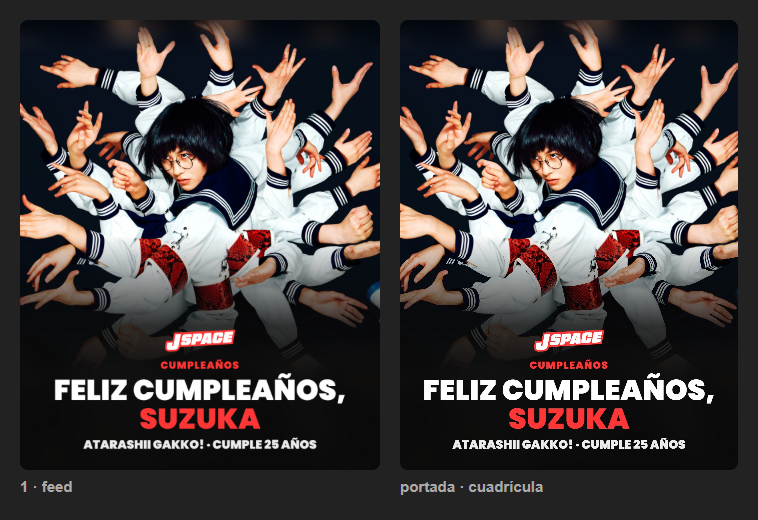 JSPACE
CUMPLEAÑOS
FELIZ CUMPLEAÑOS,
SUZUKA
ATARASHII GAKKO! · CUMPLE 25 AÑOS
1 · feed
JSPACE
CUMPLEAÑOS
FELIZ CUMPLEAÑOS,
SUZUKA
ATARASHII GAKKO! · CUMPLE 25 AÑOS
portada · cuadrícula